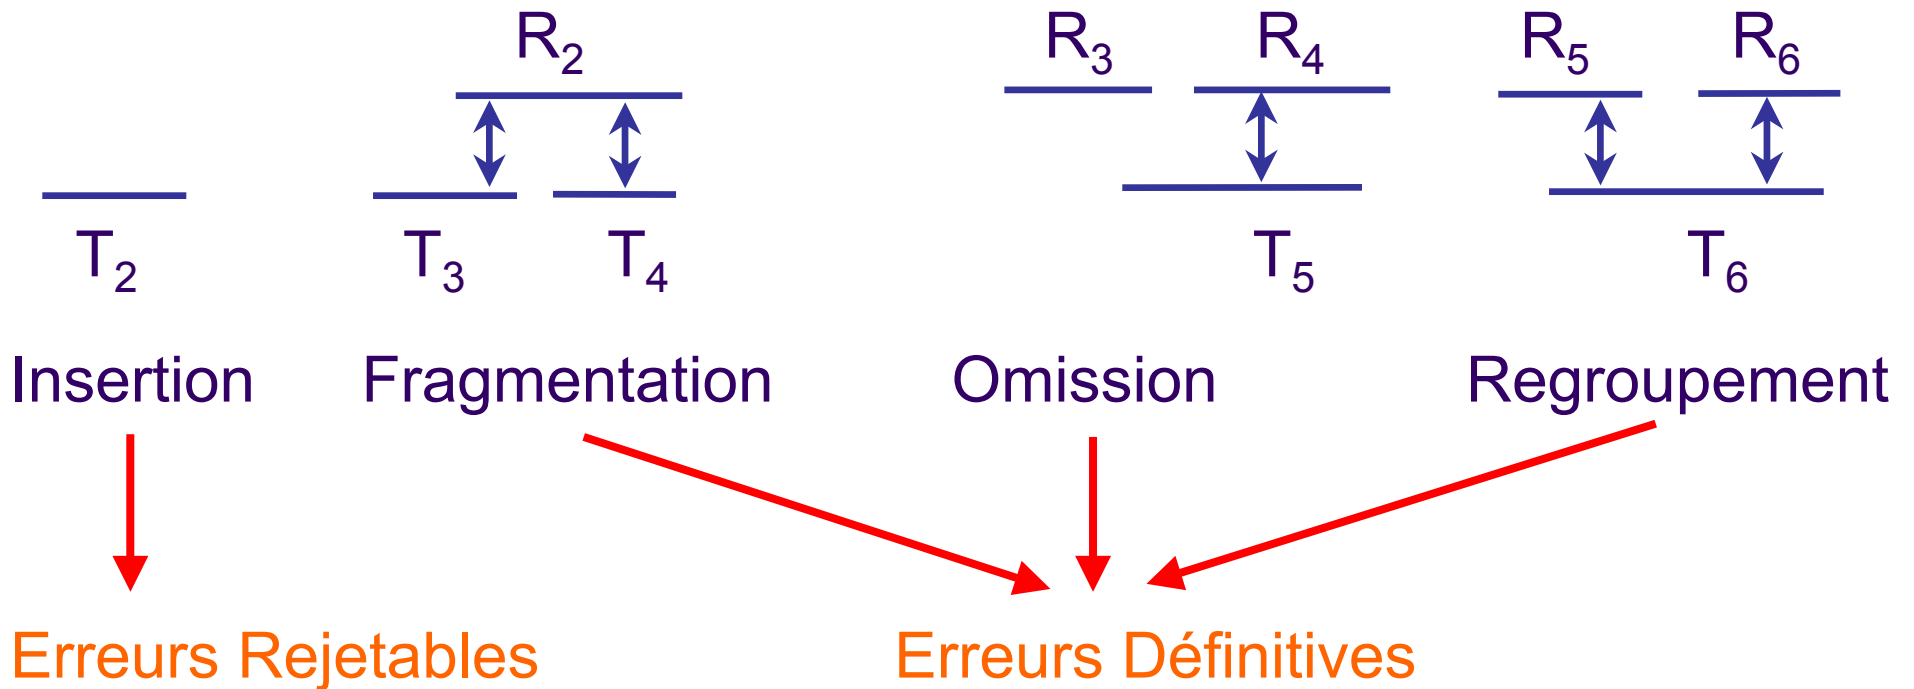 R2 R3 R4 R5 R6
T2 T3 T4 T5 T6
Insertion Fragmentation Omission Regroupement
Erreurs Rejetables Erreurs Définitives